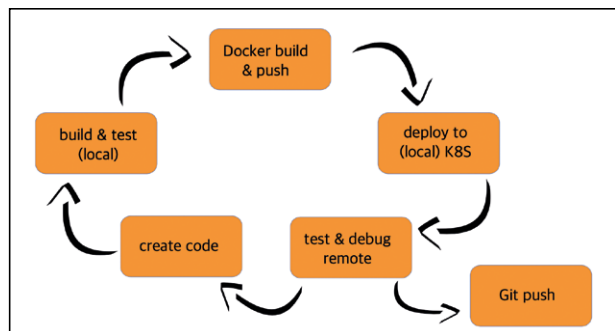 Docker build
& push
build & test
(local)
deploy to
(local) K8S
create code
test & debug
remote
Git push